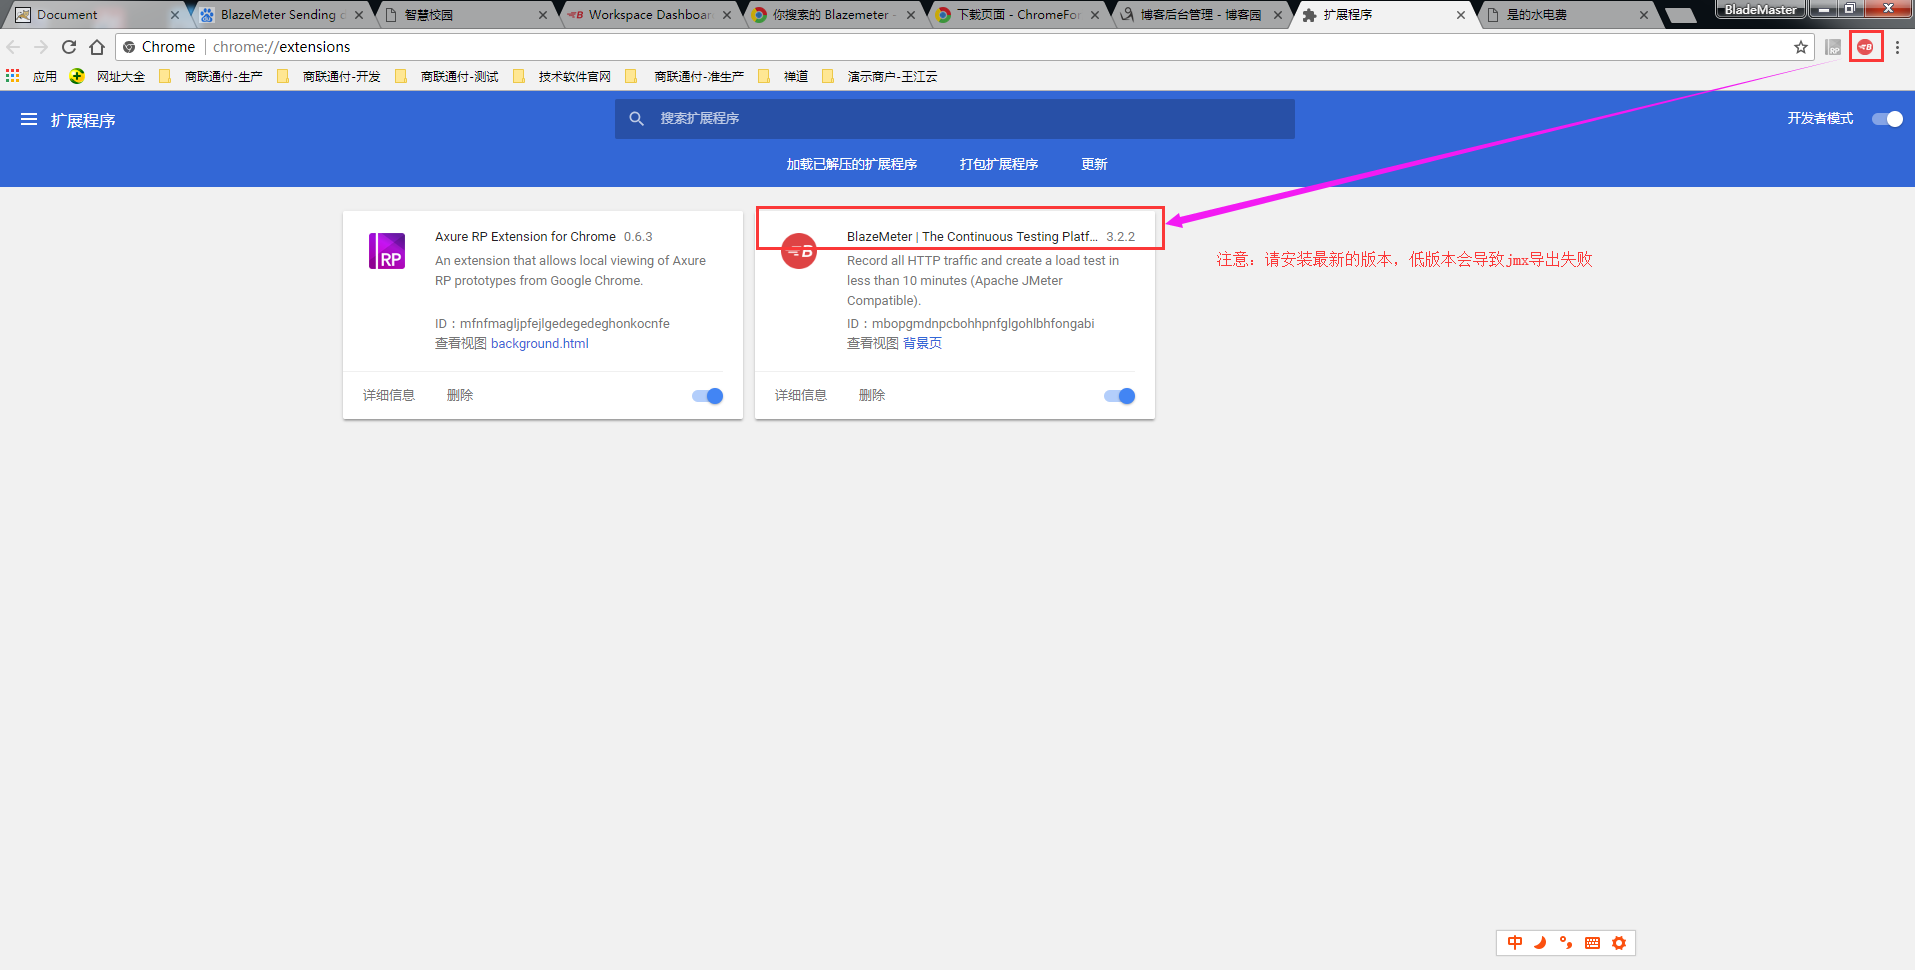 Document
BlazeMeter Sending
智慧校园
Workspace Dashboar
你搜索的 Blazemeter -
下载页面 - ChromeFor
博客后台管理 - 博客园
扩展程序
是的水电费
BladeMaster
Chrome
chrome://extensions
应用
网址大全
商联通付-生产
商联通付-开发
商联通付-测试
技术软件官网
商联通付-准生产
禅道
演示商户-王江云
扩展程序
搜索扩展程序
开发者模式
加载已解压的扩展程序
打包扩展程序
更新
RP
Axure RP Extension for Chrome 0.6.3
An extension that allows local viewing of Axure
RP prototypes from Google Chrome.
ID：mfnfmagljpfejlgedegedeghonkocnfe
查看视图 background.html
详细信息
删除
B
BlazeMeter | The Continuous Testing Platf... 3.2.2
Record all HTTP traffic and create a load test in
less than 10 minutes (Apache JMeter
Compatible).
ID：mbopgmdnpcbohhpnfglgohlbhfongabi
查看视图 背景页
详细信息
删除
注意：请安装最新的版本，低版本会导致jmx导出失败
中